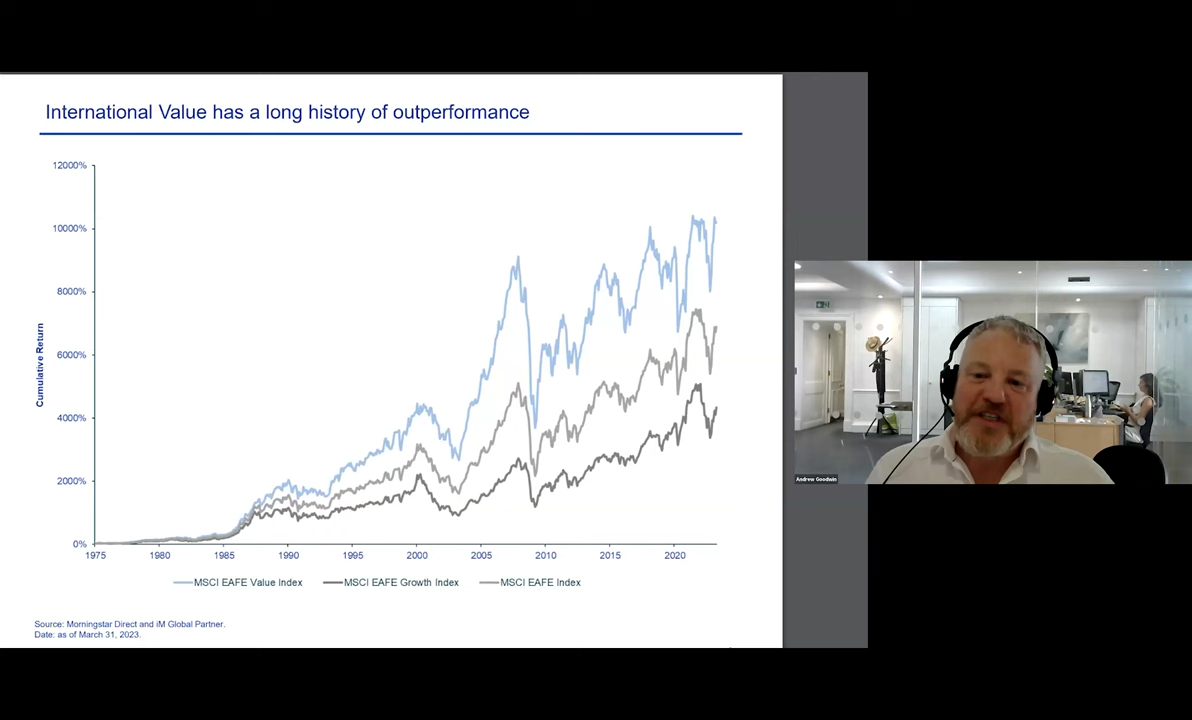 International Value has a long history of outperformance
12000%
10000%
8000%
6000%
4000%
2000%
0%
Cumulative Return
1975 1980 1985 1990 1995 2000 2005 2010 2015 2020
MSCI EAFE Value Index MSCI EAFE Growth Index MSCI EAFE Index
Source: Morningstar Direct and iM Global Partner.
Date: as of March 31, 2023.
Andrew Goodwin